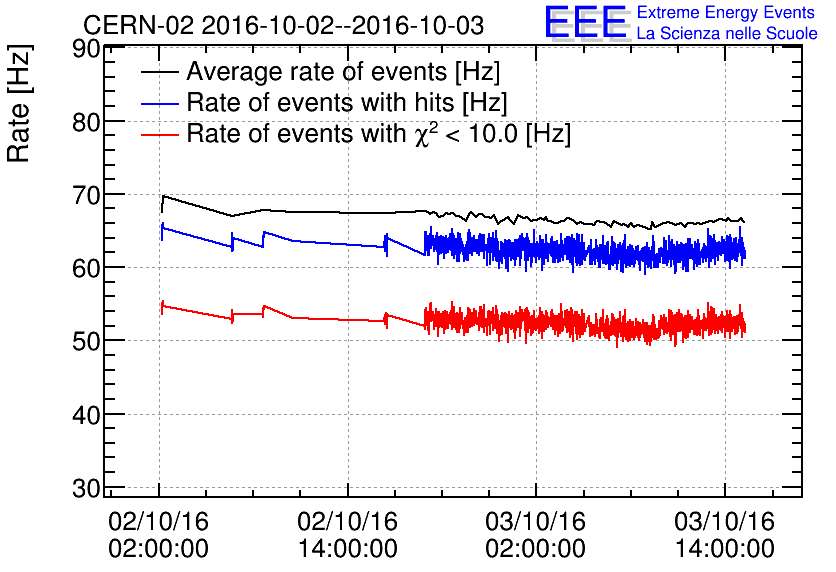 CERN-02 2016-10-02--2016-10-03
EEE
Extreme Energy Events
La Scienza nelle Scuole
Rate [Hz]
Average rate of events [Hz]
Rate of events with hits [Hz]
Rate of events with χ² < 10.0 [Hz]
90
80
70
60
50
40
30
02/10/16 02/10/16 03/10/16 03/10/16
02:00:00 14:00:00 02:00:00 14:00:00